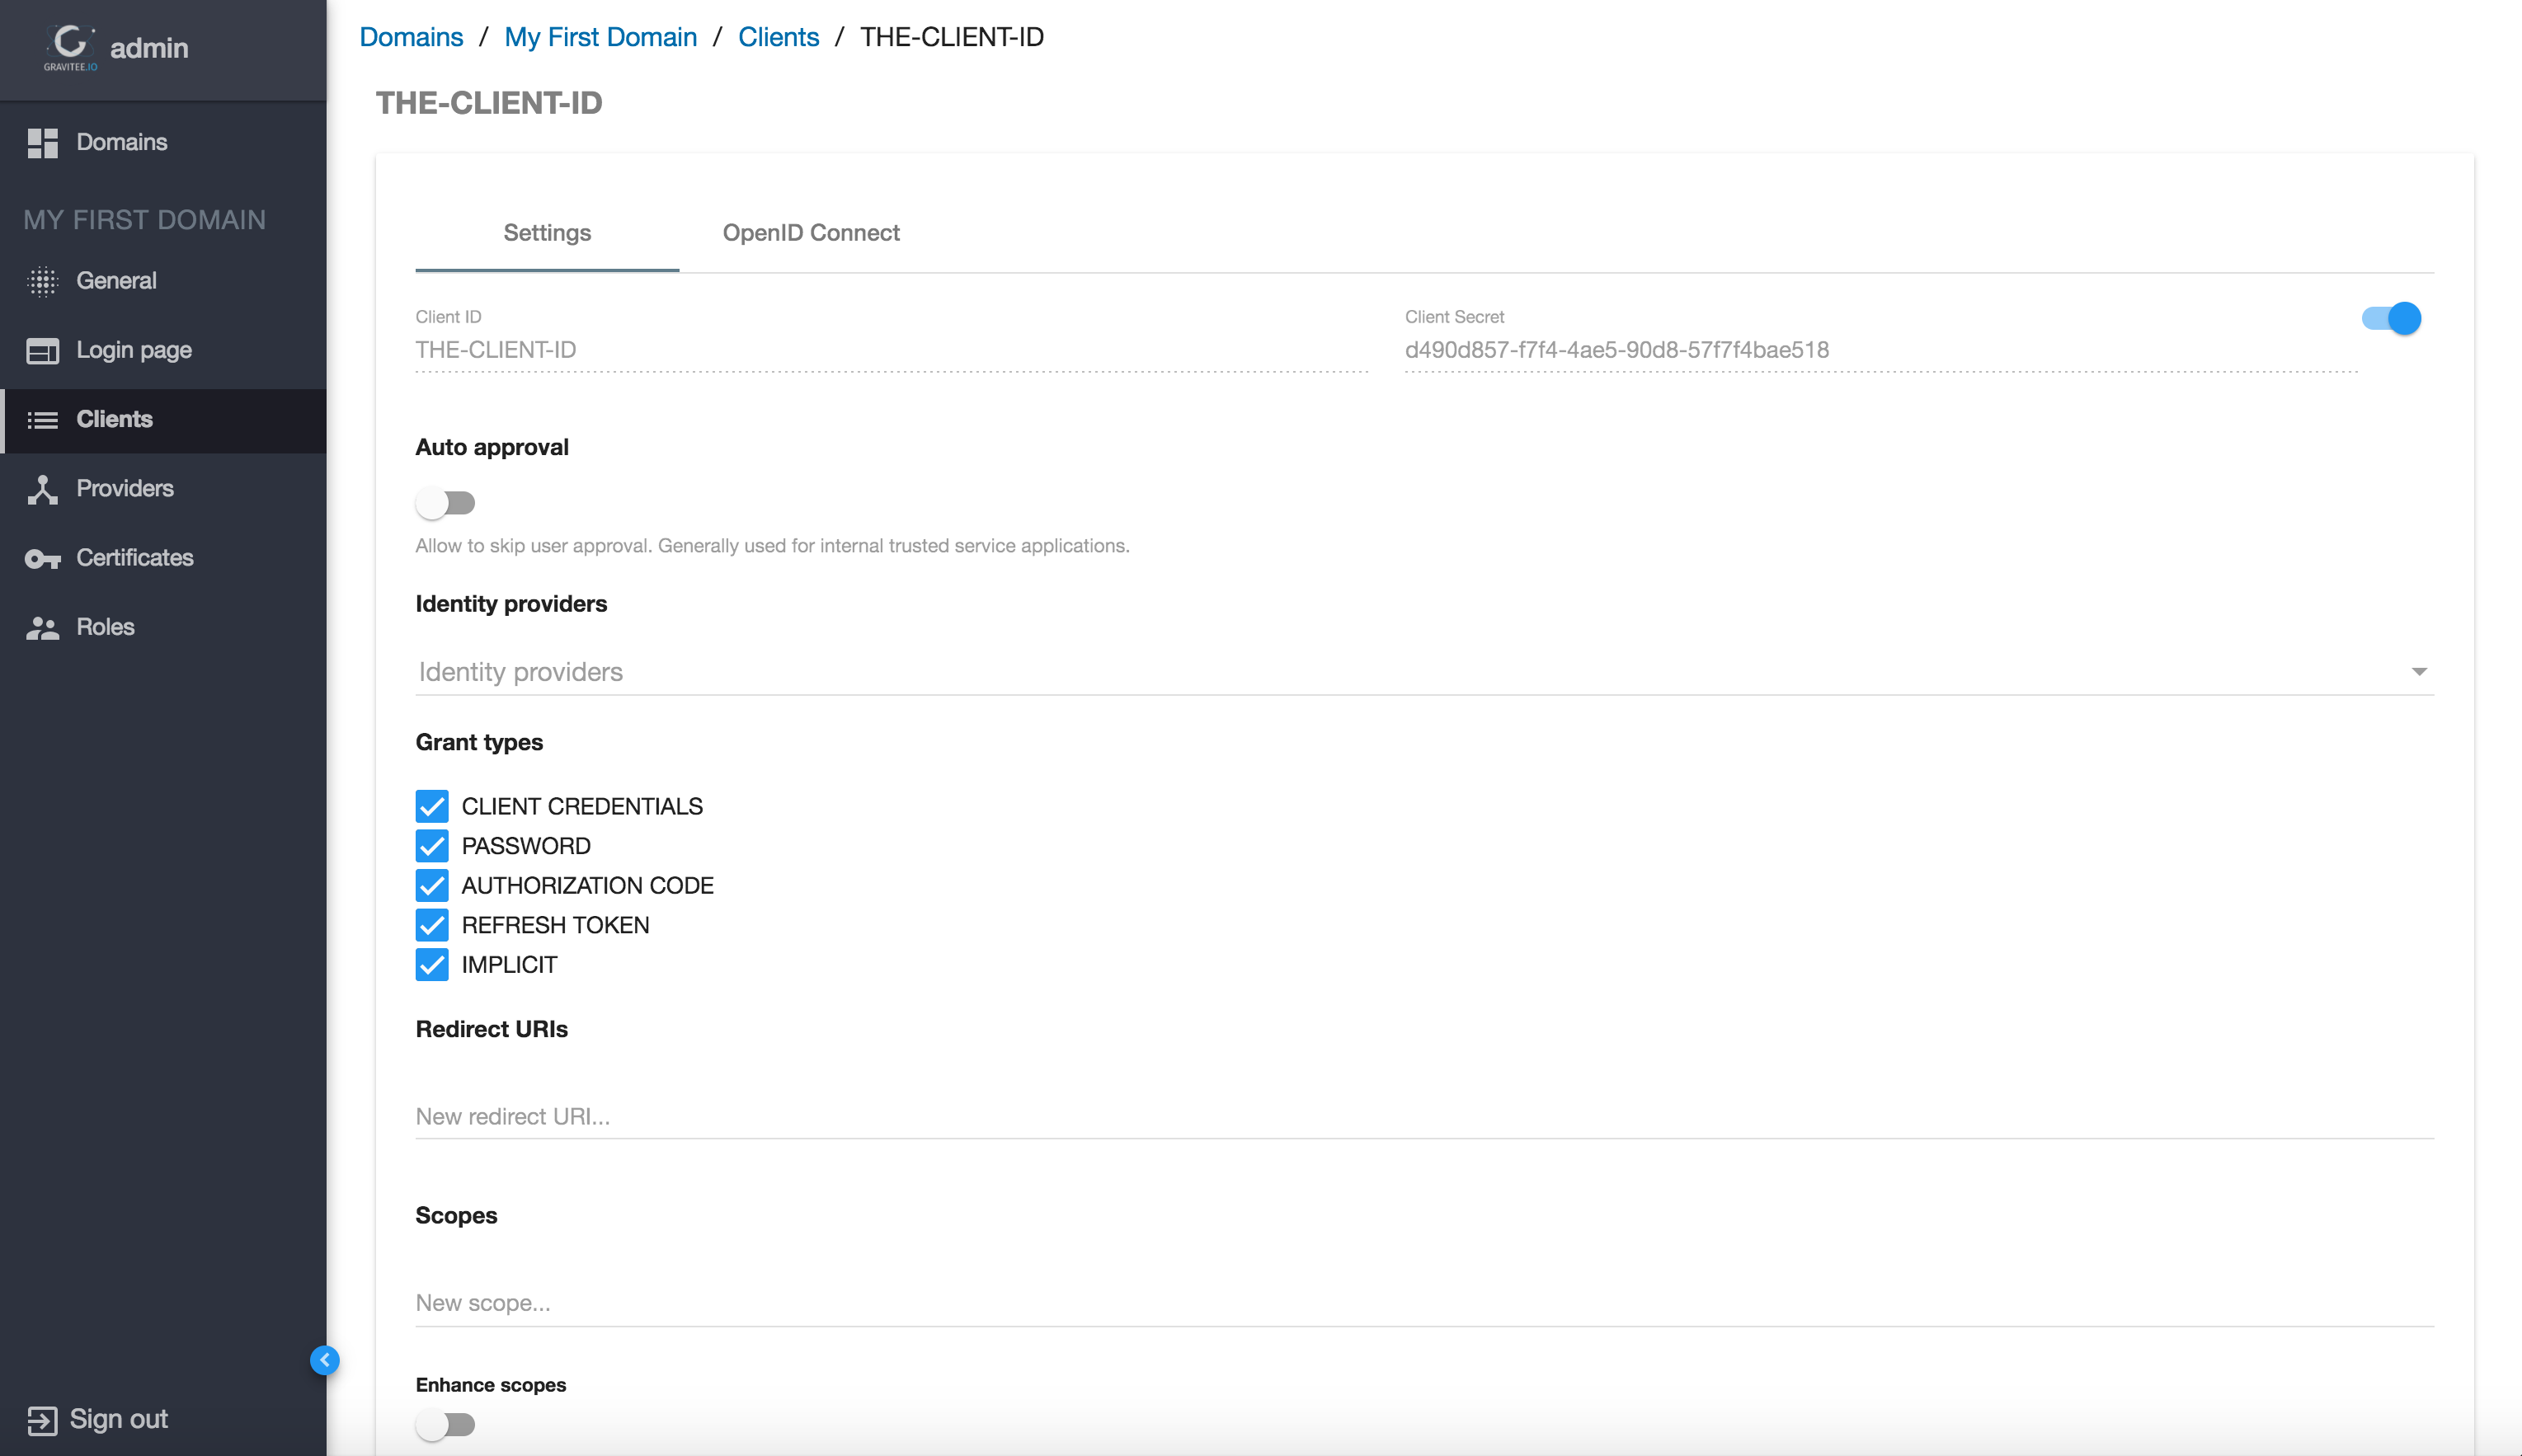 GRAVITEE.IO
admin
Domains
MY FIRST DOMAIN
General
Login page
Clients
Providers
Certificates
Roles
Sign out
Domains / My First Domain / Clients / THE-CLIENT-ID
THE-CLIENT-ID
Settings OpenID Connect
Client ID
THE-CLIENT-ID
Client Secret
d490d857-f7f4-4ae5-90d8-57f7f4bae518
Auto approval
Allow to skip user approval. Generally used for internal trusted service applications.
Identity providers
Identity providers
Grant types
CLIENT CREDENTIALS
PASSWORD
AUTHORIZATION CODE
REFRESH TOKEN
IMPLICIT
Redirect URIs
New redirect URI...
Scopes
New scope...
Enhance scopes